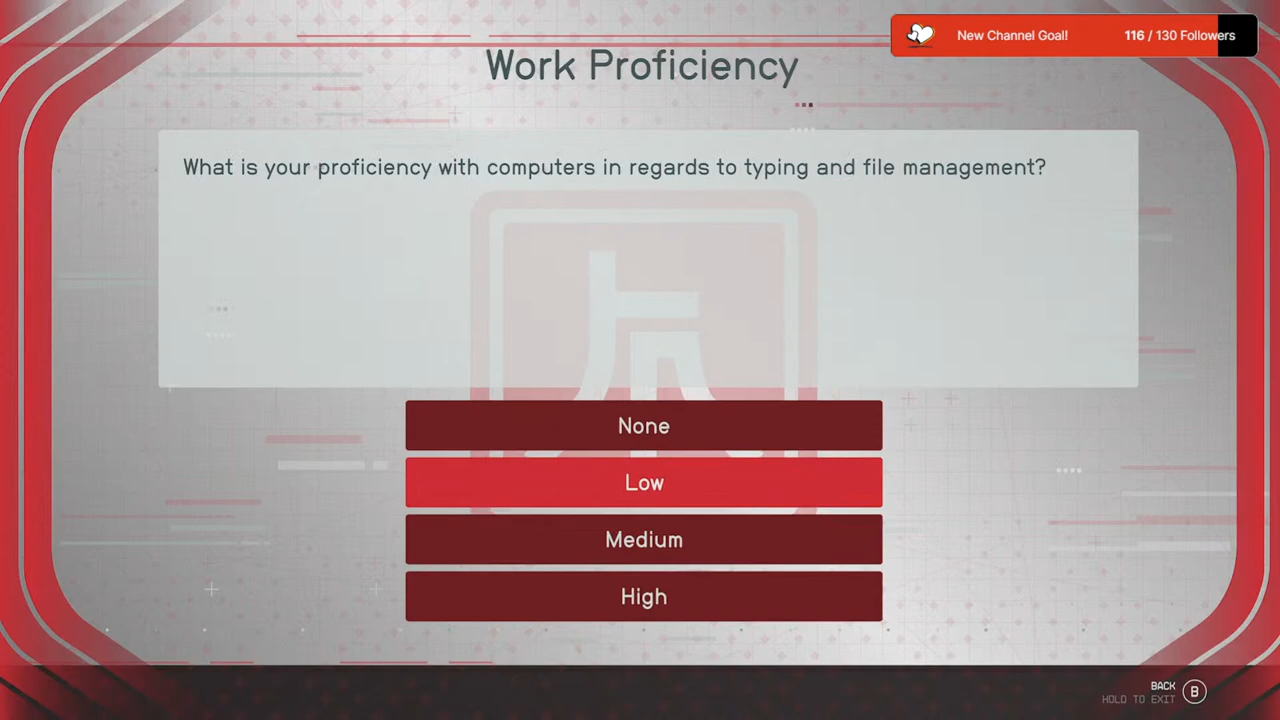 New Channel Goal! 116 / 130 Followers
Work Proficiency
What is your proficiency with computers in regards to typing and file management?
None
Low
Medium
High
BACK
HOLD TO EXIT B